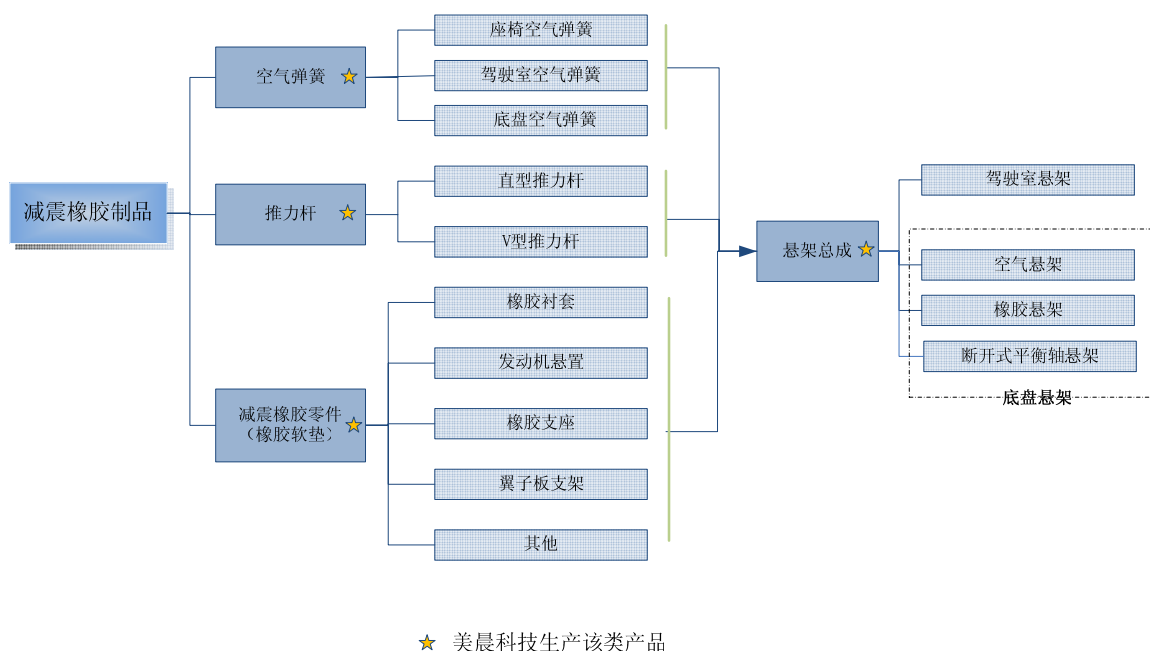 减震橡胶制品
空气弹簧
座椅空气弹簧
驾驶室空气弹簧
底盘空气弹簧
推力杆
直型推力杆
V型推力杆
减震橡胶零件
（橡胶软垫）
橡胶衬套
发动机悬置
橡胶支座
翼子板支架
其他
悬架总成
驾驶室悬架
空气悬架
橡胶悬架
断开式平衡轴悬架
底盘悬架
美晨科技生产该类产品